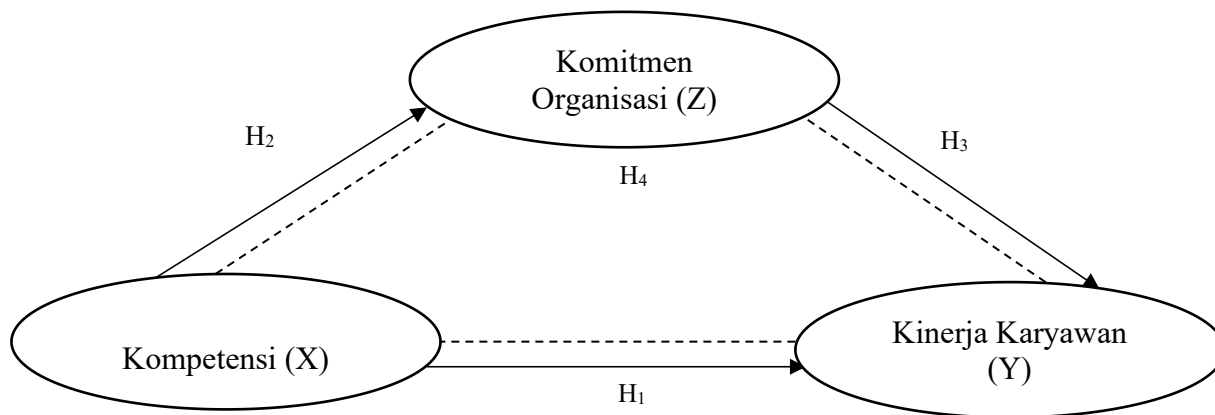 Komitmen
Organisasi (Z)
H₂
H₃
H₄
Kompetensi (X)
Kinerja Karyawan
(Y)
H₁